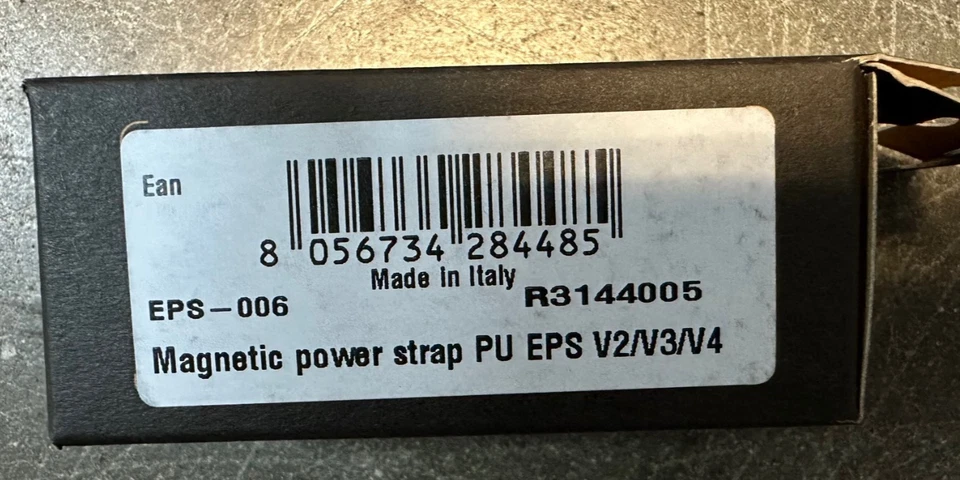 Ean
8 056734 284485
Made in Italy
EPS-006 R3144005
Magnetic power strap PU EPS V2/V3/V4